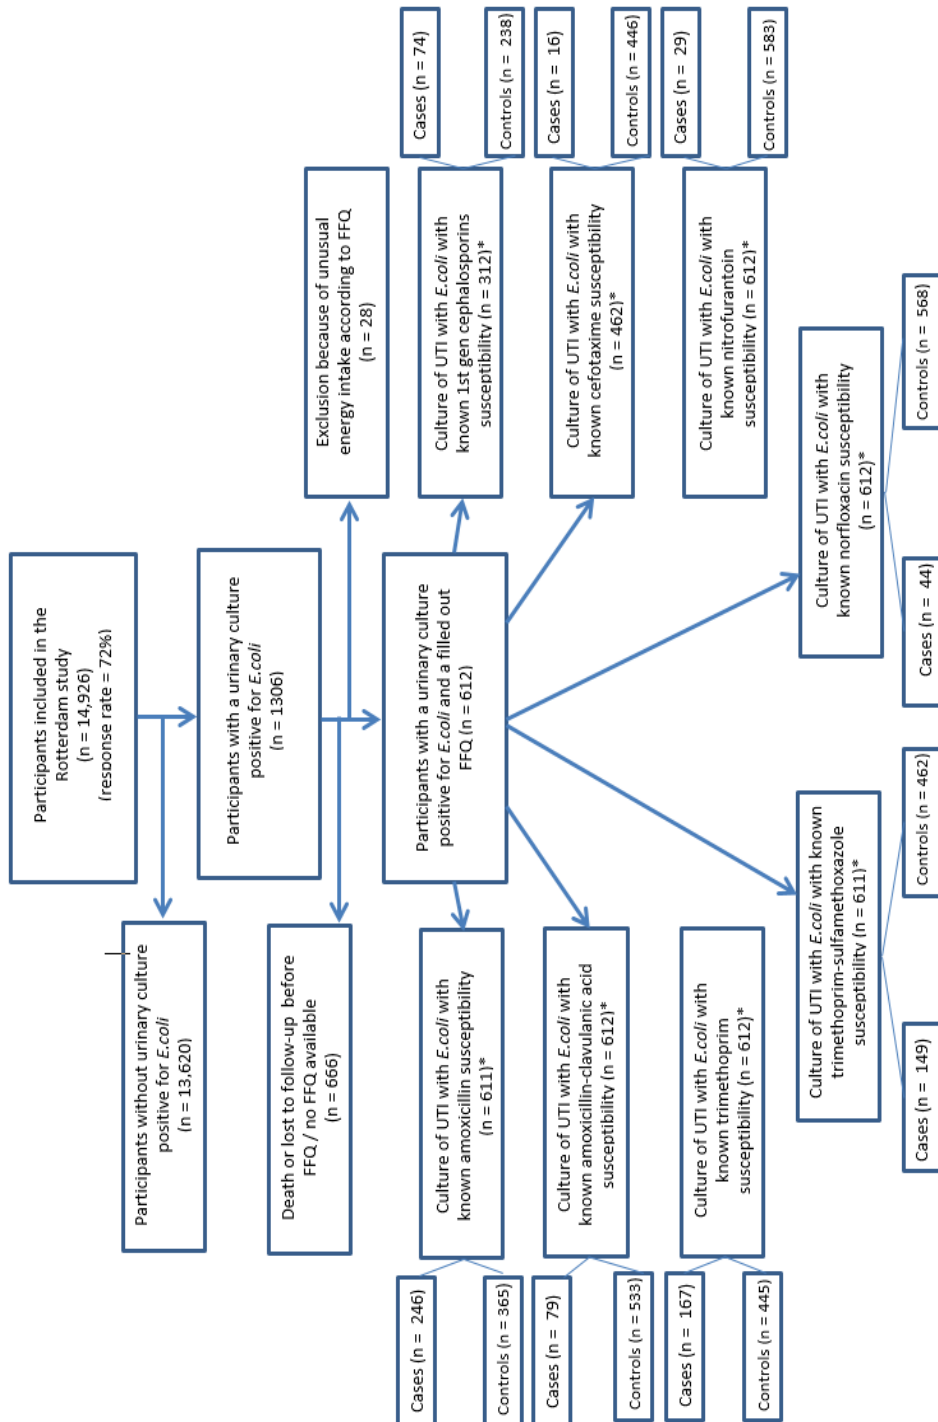 Participants included in the
Rotterdam study
(n = 14,926)
(response rate = 72%)
Participants without urinary culture
positive for E.coli
(n = 13,620)
Participants with a urinary culture
positive for E.coli
(n = 1306)
Death or lost to follow-up before
FFQ / no FFQ available
(n = 666)
Exclusion because of unusual
energy intake according to FFQ
(n = 28)
Participants with a urinary culture
positive for E.coli and a filled out
FFQ (n = 612)
Cases (n = 246)
Controls (n = 365)
Culture of UTI with E.coli with
known amoxicillin susceptibility
(n = 611)*
Culture of UTI with E.coli with
known 1st gen cephalosporins
susceptibility (n = 312)*
Cases (n = 74)
Controls (n = 238)
Cases (n = 79)
Controls (n = 533)
Culture of UTI with E.coli with
known amoxicillin-clavulanic acid
susceptibility (n = 612)*
Culture of UTI with E.coli with
known cefotaxime susceptibility
(n = 462)*
Cases (n = 16)
Controls (n = 446)
Cases (n = 167)
Controls (n = 445)
Culture of UTI with E.coli with
known trimethoprim
susceptibility (n = 612)*
Culture of UTI with E.coli with
known nitrofurantoin
susceptibility (n = 612)*
Cases (n = 29)
Controls (n = 583)
Culture of UTI with E.coli with known
trimethoprim-sulfamethoxazole
susceptibility (n = 611)*
Cases (n = 149)
Controls (n = 462)
Culture of UTI with E.coli with
known norfloxacin susceptibility
(n = 612)*
Cases (n = 44)
Controls (n = 568)